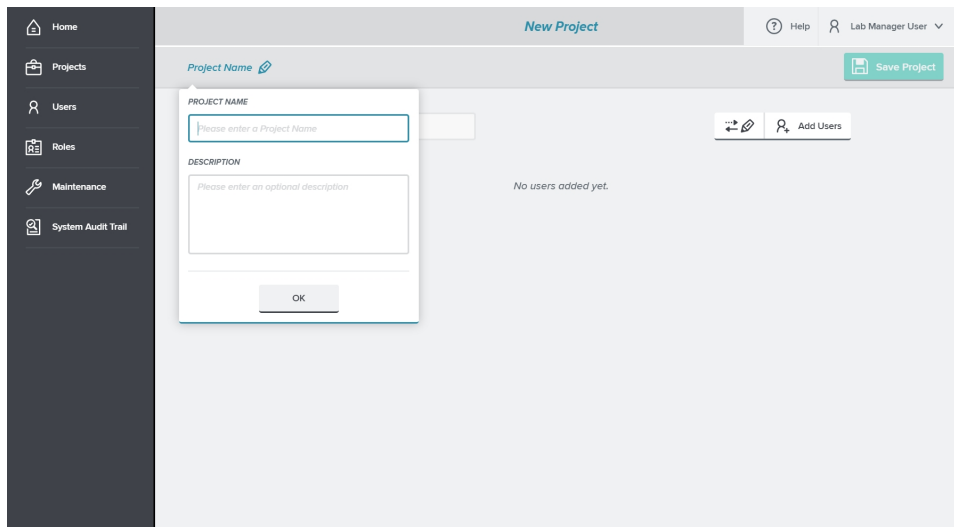 Home
New Project
? Help
Lab Manager User
Projects
Project Name
Save Project
Users
PROJECT NAME
Please enter a Project Name
Add Users
Roles
DESCRIPTION
Maintenance
Please enter an optional description
No users added yet.
System Audit Trail
OK